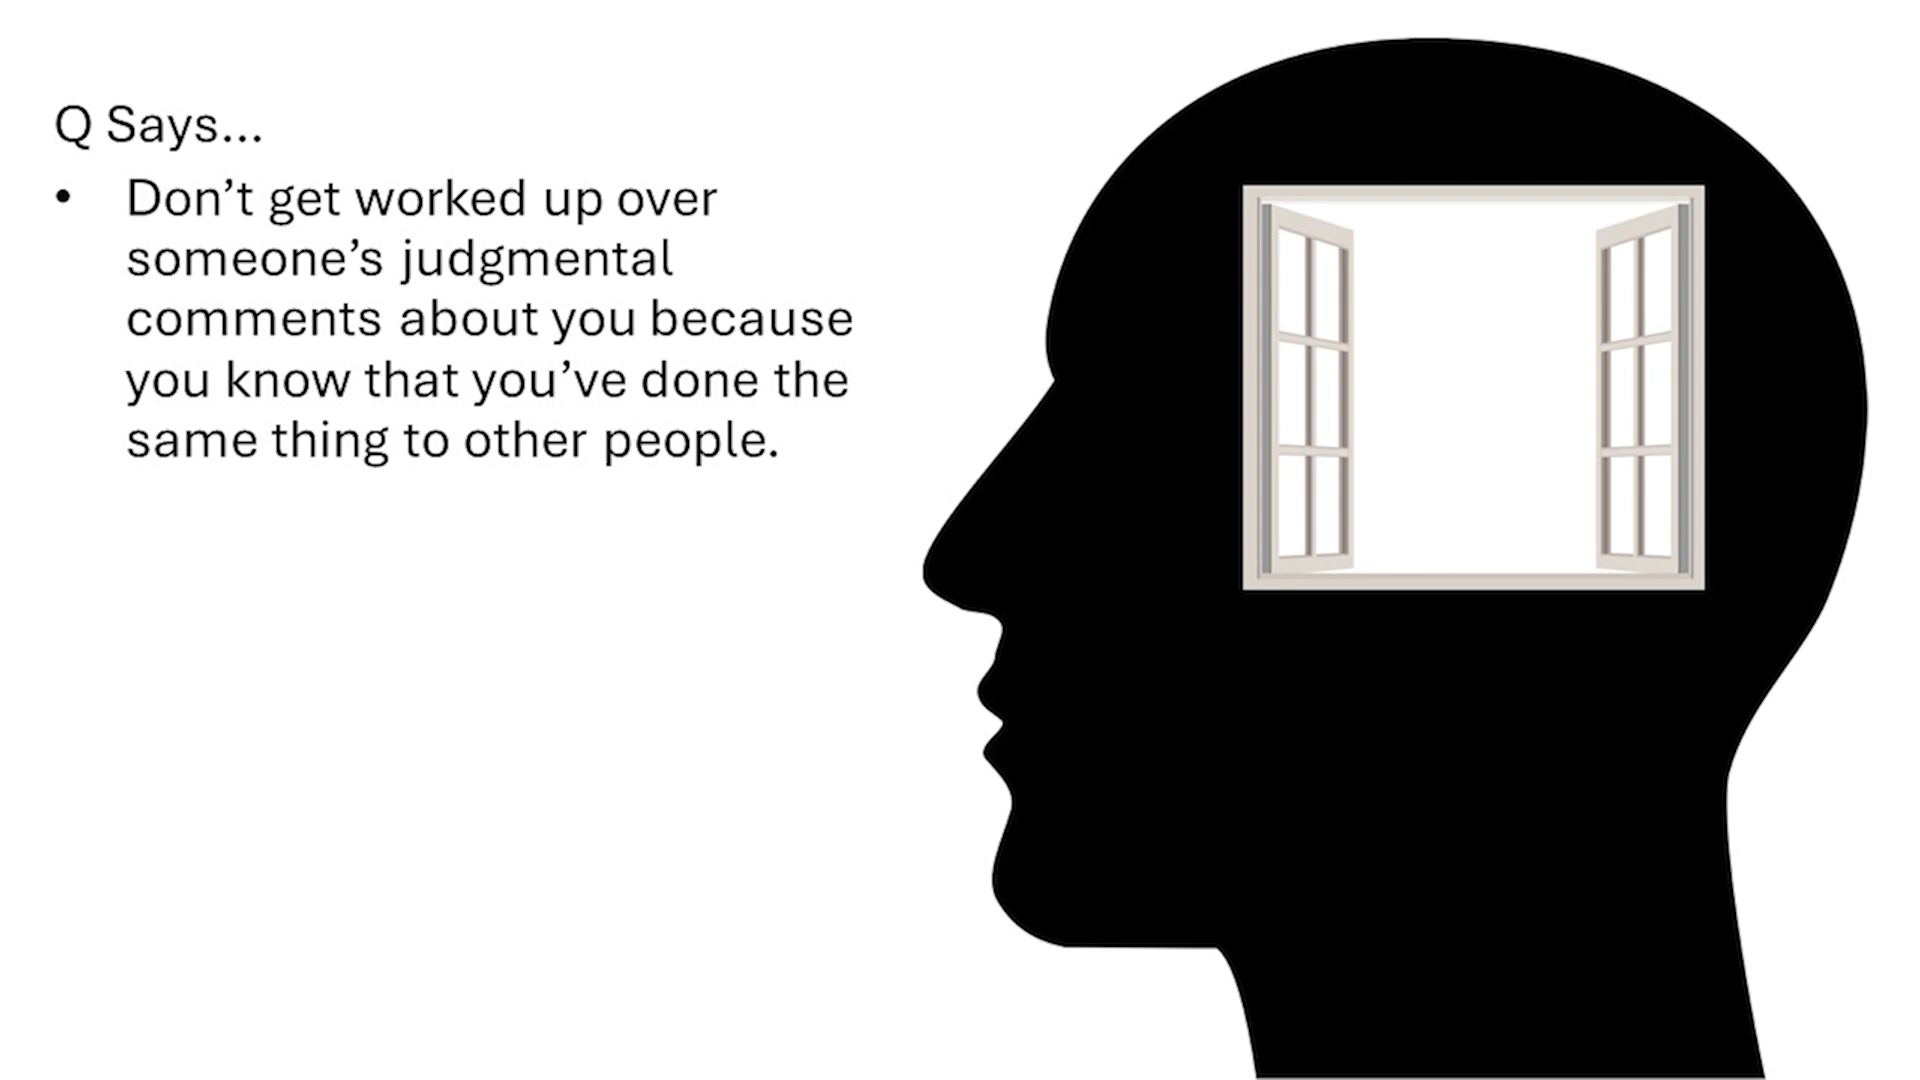 Q Says...
• Don’t get worked up over
someone’s judgmental
comments about you because
you know that you’ve done the
same thing to other people.